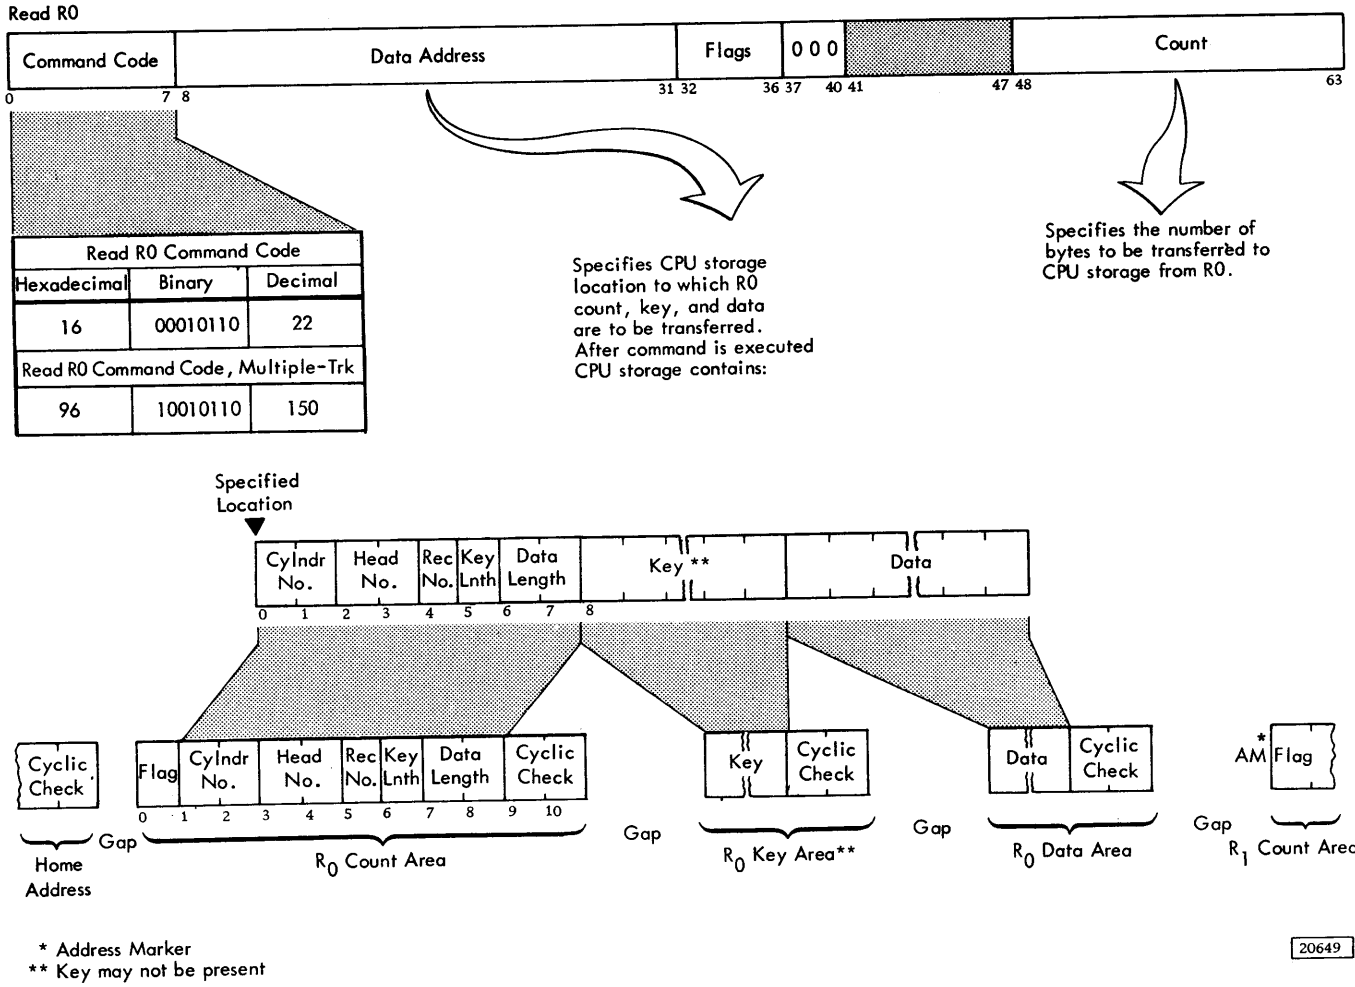 Read R0
Command Code
Data Address
Flags
0 0 0
Count
0 7 8 31 32 36 37 40 41 47 48 63
Read R0 Command Code
Hexadecimal Binary Decimal
16 00010110 22
Read R0 Command Code, Multiple-Trk
96 10010110 150
Specifies CPU storage
location to which R0
count, key, and data
are to be transferred.
After command is executed
CPU storage contains:
Specifies the number of
bytes to be transferred to
CPU storage from R0.
Specified
Location
Cylndr
No.
Head
No.
Rec
No.
Key
Lnth
Data
Length
Key **
Data
0 1 2 3 4 5 6 7 8
Cyclic
Check
Flag
Cylndr
No.
Head
No.
Rec
No.
Key
Lnth
Data
Length
Cyclic
Check
Key
Cyclic
Check
Data
Cyclic
Check
*
AM
Flag
0 1 2 3 4 5 6 7 8 9 10
Home
Address
Gap
R0 Count Area
Gap
R0 Key Area**
Gap
R0 Data Area
Gap
R1 Count Area
* Address Marker
** Key may not be present
20649